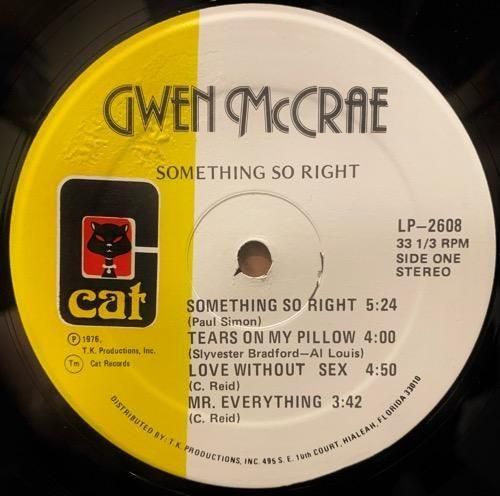 GWEN McCRAE
SOMETHING SO RIGHT
LP-2608
33 1/3 RPM
SIDE ONE
STEREO
cat
SOMETHING SO RIGHT 5:24
(Paul Simon)
TEARS ON MY PILLOW 4:00
(Slyvester Bradford—Al Louis)
LOVE WITHOUT SEX 4:50
(C. Reid)
MR. EVERYTHING 3:42
(C. Reid)
℗ 1976,
T.K. Productions, Inc.
Tm Cat Records
DISTRIBUTED BY: T.K. PRODUCTIONS, INC. 495 S.E. 10th COURT, HIALEAH, FLORIDA 33010